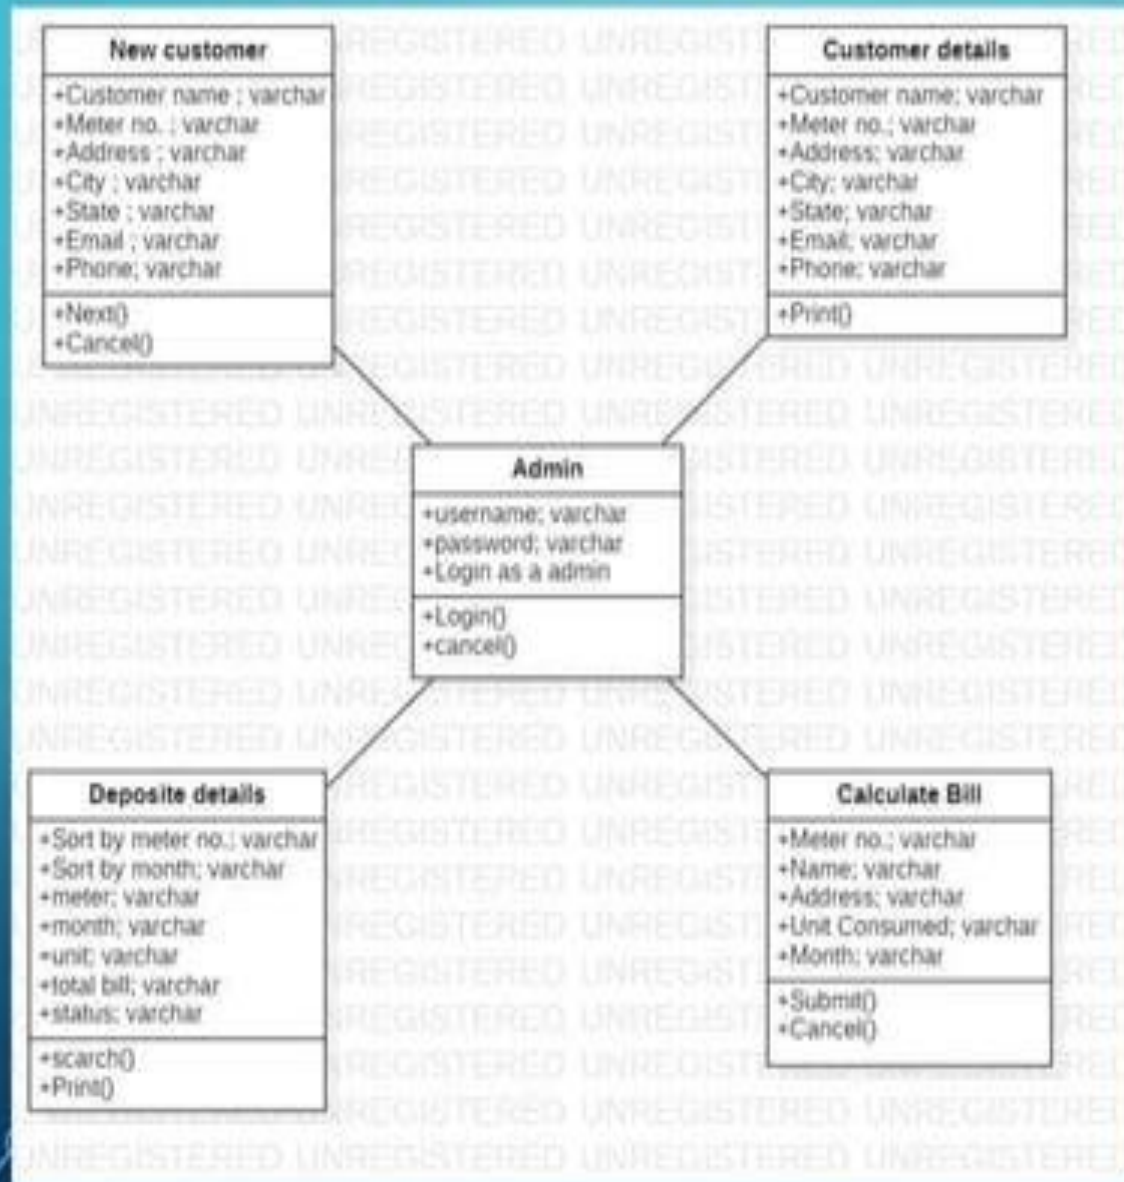 New customer
+Customer name ; varchar
+Meter no. ; varchar
+Address ; varchar
+City ; varchar
+State ; varchar
+Email ; varchar
+Phone; varchar
+Next()
+Cancel()
Customer details
+Customer name; varchar
+Meter no.; varchar
+Address; varchar
+City; varchar
+State; varchar
+Email; varchar
+Phone; varchar
+Print()
Admin
+username; varchar
+password; varchar
+Login as a admin
+Login()
+cancel()
Deposite details
+Sort by meter no.; varchar
+Sort by month; varchar
+meter; varchar
+month; varchar
+unit; varchar
+total bill; varchar
+status; varchar
+scarch()
+Print()
Calculate Bill
+Meter no.; varchar
+Name; varchar
+Address; varchar
+Unit Consumed; varchar
+Month; varchar
+Submit()
+Cancel()